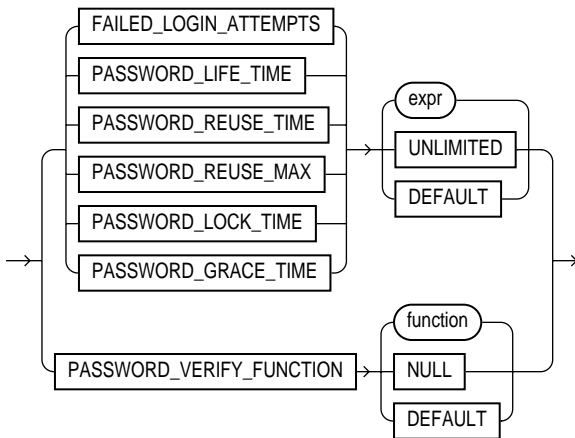 FAILED_LOGIN_ATTEMPTS
PASSWORD_LIFE_TIME
PASSWORD_REUSE_TIME
PASSWORD_REUSE_MAX
PASSWORD_LOCK_TIME
PASSWORD_GRACE_TIME
expr
UNLIMITED
DEFAULT
PASSWORD_VERIFY_FUNCTION
function
NULL
DEFAULT